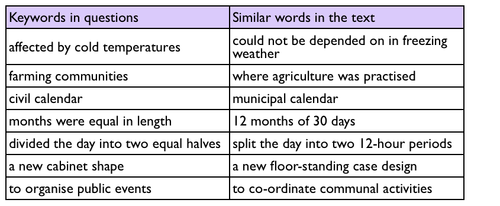 Keywords in questions
Similar words in the text
affected by cold temperatures
could not be depended on in freezing
weather
farming communities
where agriculture was practised
civil calendar
municipal calendar
months were equal in length
12 months of 30 days
divided the day into two equal halves
split the day into two 12-hour periods
a new cabinet shape
a new floor-standing case design
to organise public events
to co-ordinate communal activities